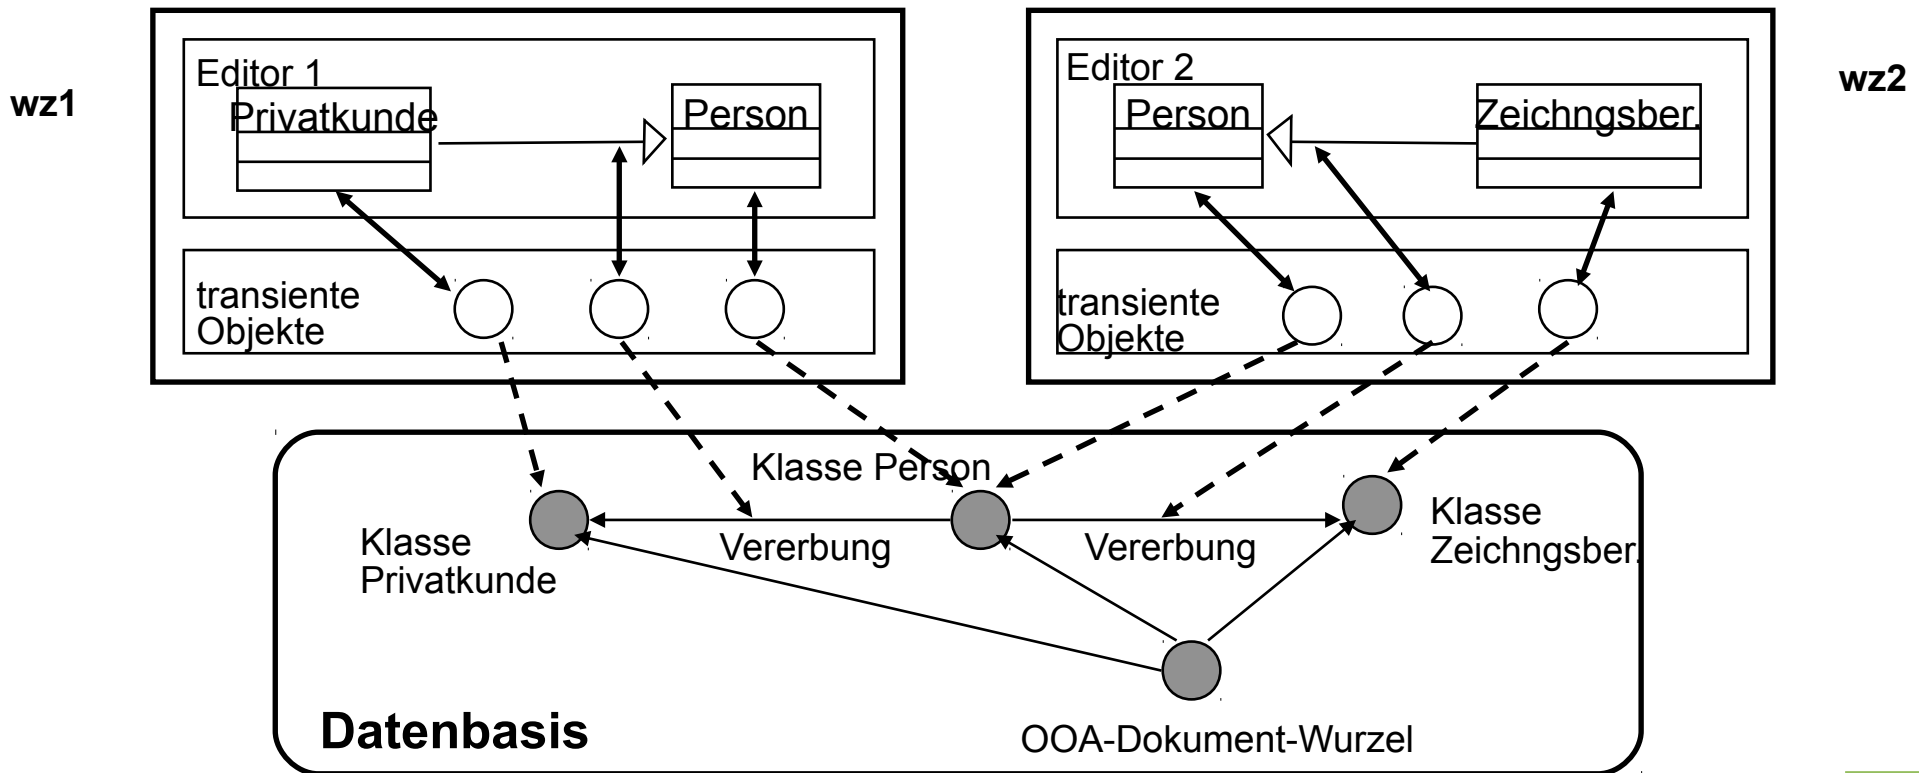 wz1
Editor 1
Privatkunde
Person
transiente
Objekte
Editor 2
Person
Zeichngsber.
wz2
transiente
Objekte
Klasse Person
Klasse
Privatkunde
Vererbung
Vererbung
Klasse
Zeichngsber.
Datenbasis
OOA-Dokument-Wurzel